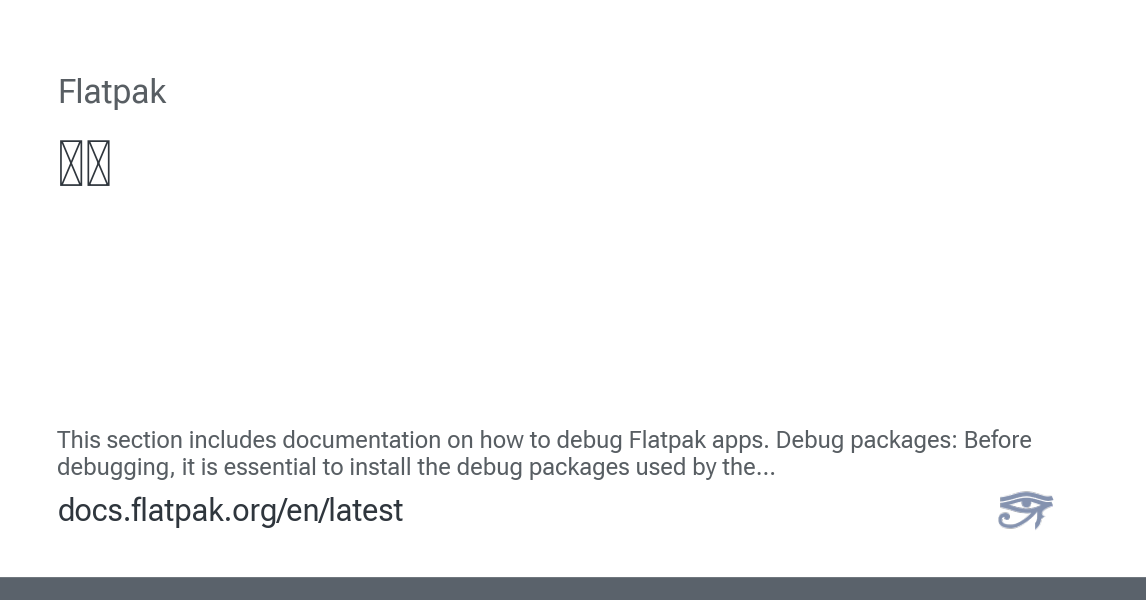 Flatpak
This section includes documentation on how to debug Flatpak apps. Debug packages: Before
debugging, it is essential to install the debug packages used by the...
docs.flatpak.org/en/latest